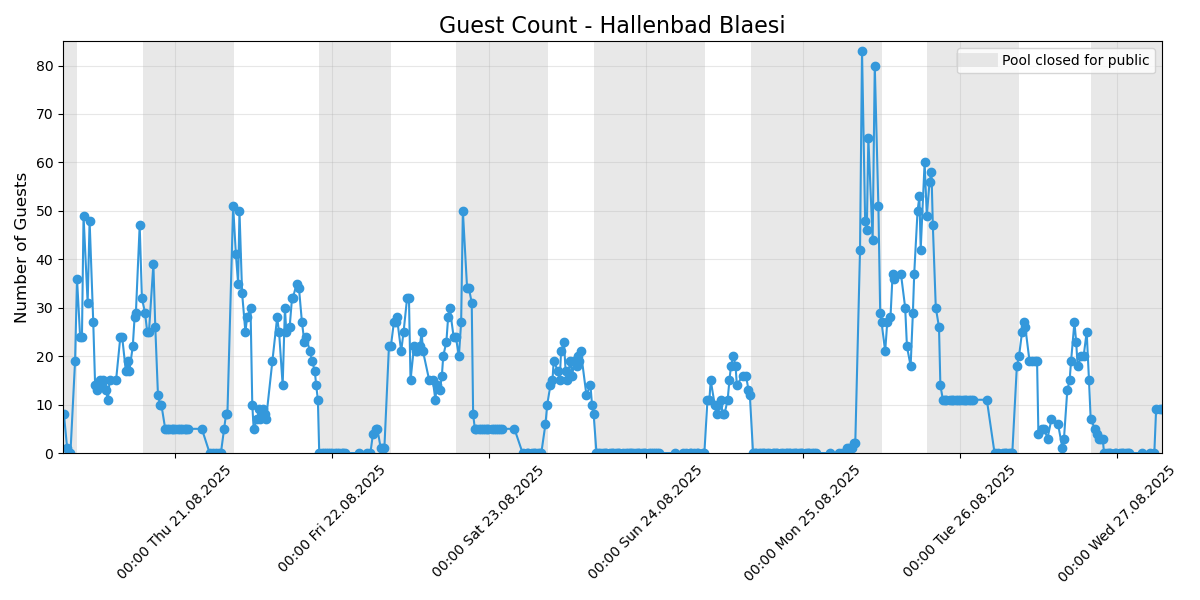 Guest Count - Hallenbad Blaesi
Pool closed for public
Number of Guests
80
70
60
50
40
30
20
10
0
00:00 Thu 21.08.2025
00:00 Fri 22.08.2025
00:00 Sat 23.08.2025
00:00 Sun 24.08.2025
00:00 Mon 25.08.2025
00:00 Tue 26.08.2025
00:00 Wed 27.08.2025